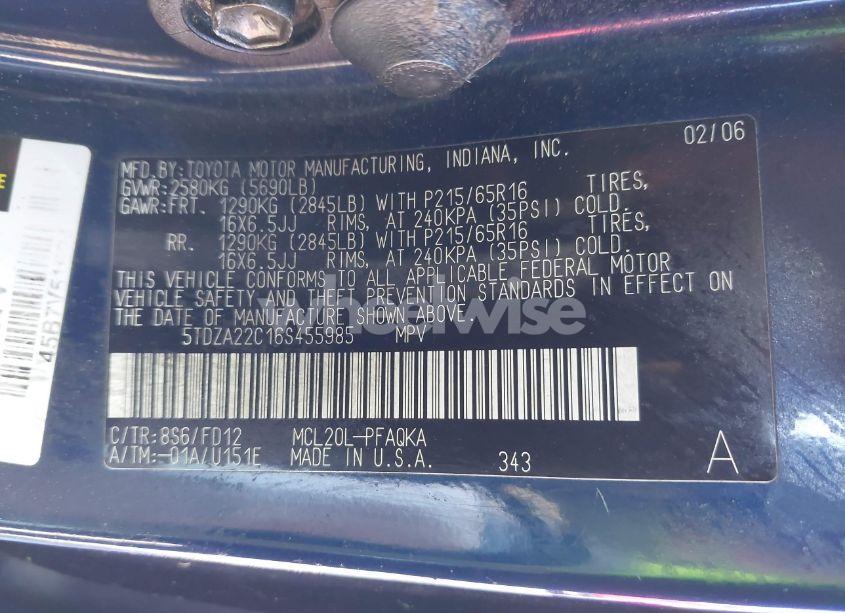 02/06
MFD.BY:TOYOTA MOTOR MANUFACTURING, INDIANA, INC.
GVWR:2580KG (5690LB)
GAWR:FRT. 1290KG (2845LB) WITH P215/65R16 TIRES,
16X6.5JJ RIMS, AT 240KPA (35PSI) COLD.
RR. 1290KG (2845LB) WITH P215/65R16 TIRES,
16X6.5JJ RIMS, AT 240KPA (35PSI) COLD.
THIS VEHICLE CONFORMS TO ALL APPLICABLE FEDERAL MOTOR
VEHICLE SAFETY AND THEFT PREVENTION STANDARDS IN EFFECT ON
THE DATE OF MANUFACTURE SHOWN ABOVE.
5TDZA22C16S455985 MPV
C/TR:8S6/FD12 MCL20L-PFAQKA
A/TM:-01A/U151E MADE IN U.S.A. 343 A
wheelwise